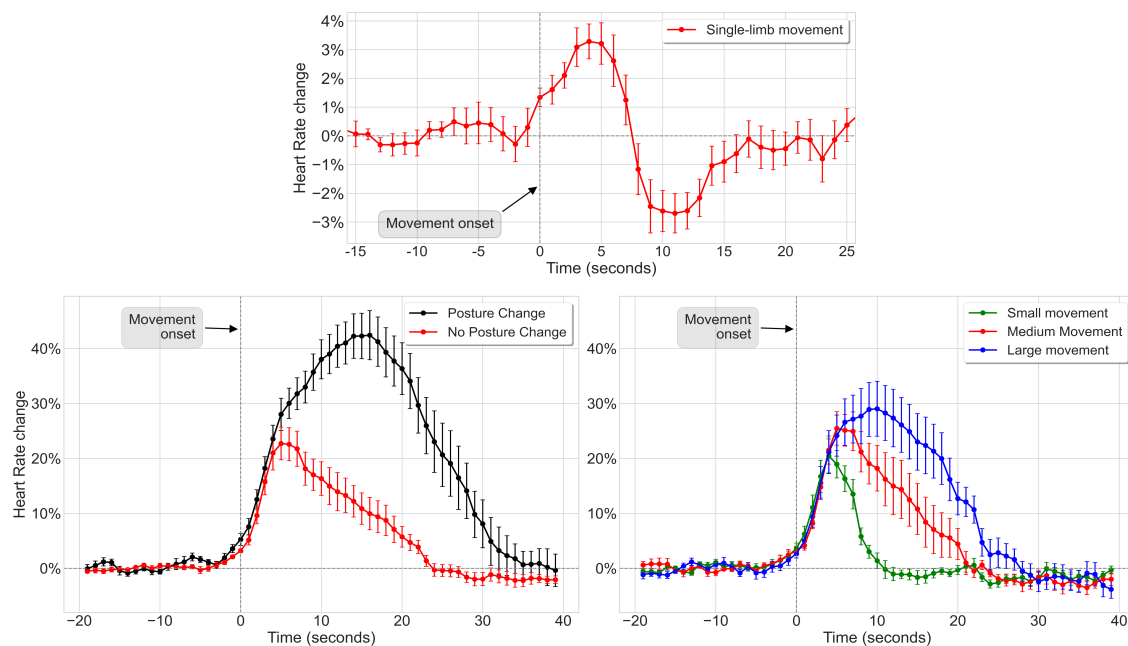 4%
3%
2%
1%
0%
−1%
−2%
−3%
Heart Rate change
Single-limb movement
Movement onset
-15 -10 -5 0 5 10 15 20 25
Time (seconds)
40%
30%
20%
10%
0%
Heart Rate change
Movement
onset
Posture Change
No Posture Change
−20 −10 0 10 20 30 40
Time (seconds)
40%
30%
20%
10%
0%
Movement
onset
Small movement
Medium Movement
Large movement
−20 −10 0 10 20 30 40
Time (seconds)